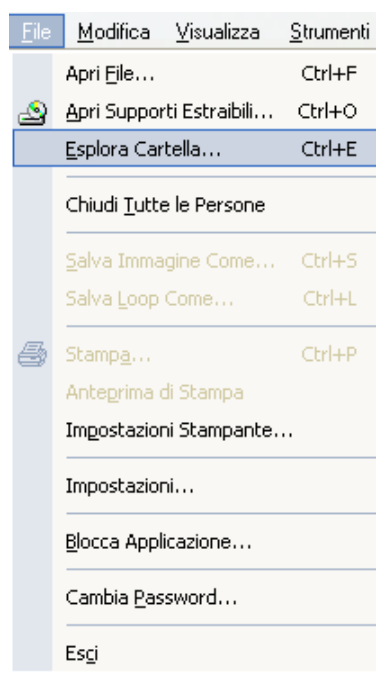 File Modifica Visualizza Strumenti
Apri File... Ctrl+F
Apri Supporti Estraibili... Ctrl+O
Esplora Cartella... Ctrl+E
Chiudi Tutte le Persone
Salva Immagine Come... Ctrl+S
Salva Loop Come... Ctrl+L
Stampa... Ctrl+P
Anteprima di Stampa
Impostazioni Stampante...
Impostazioni...
Blocca Applicazione...
Cambia Password...
Esci